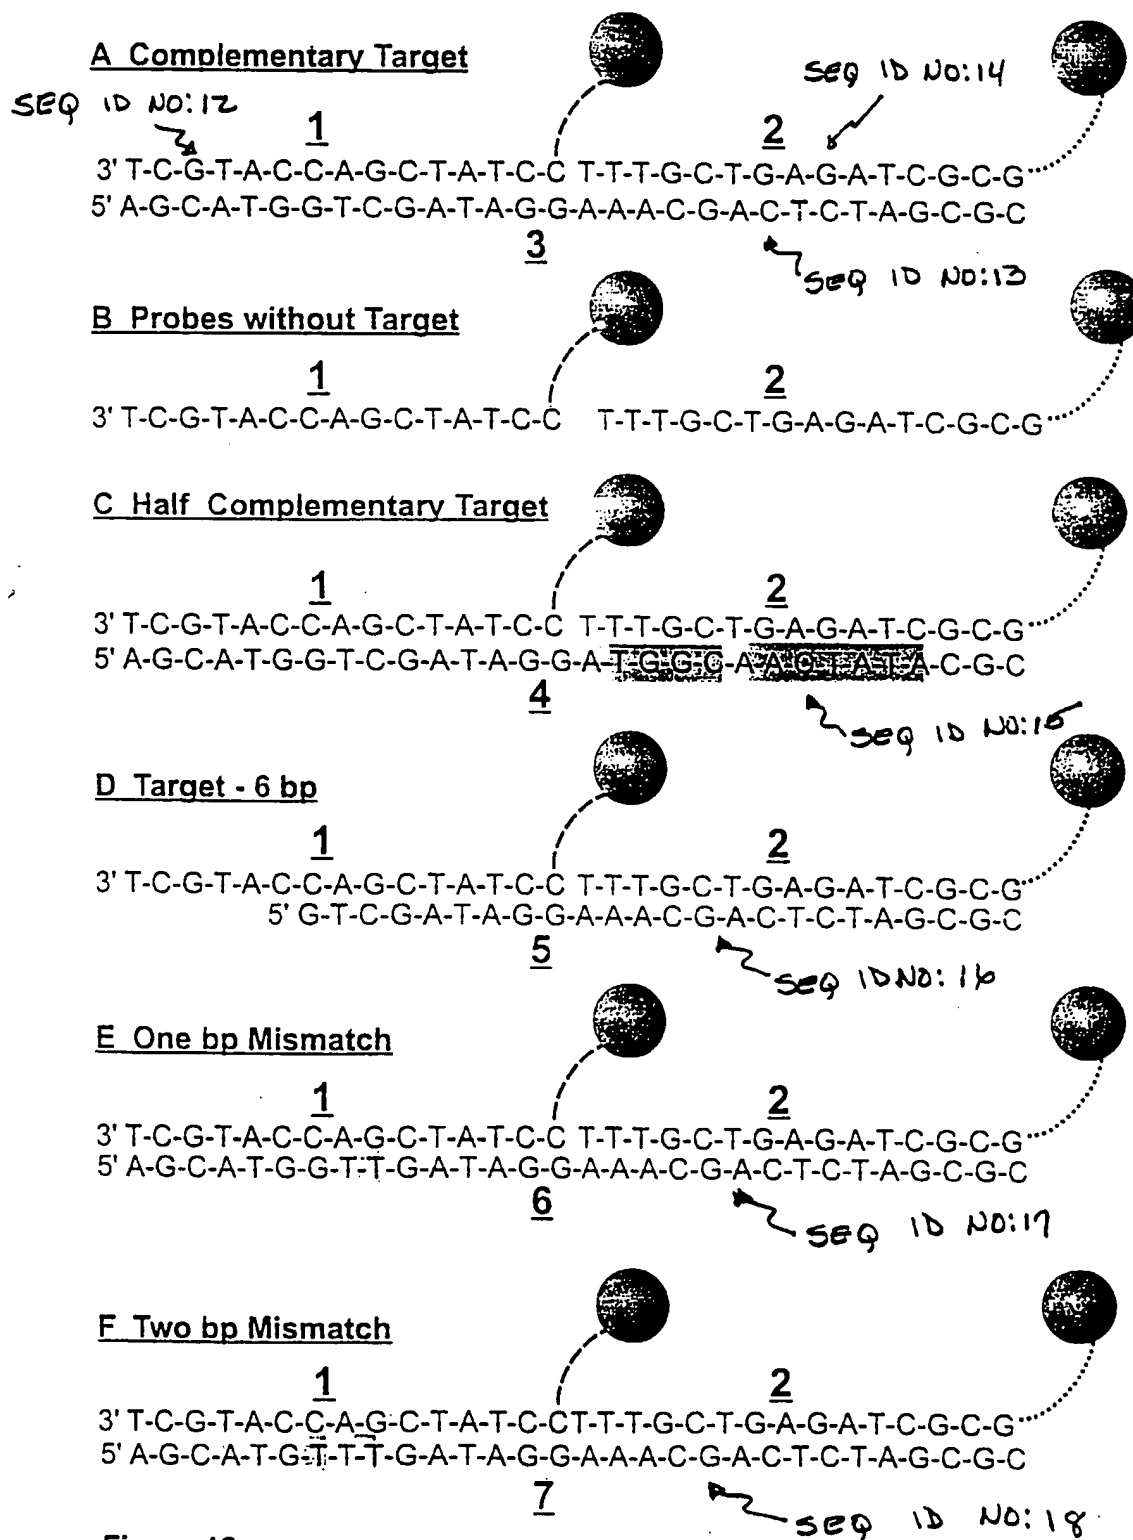 A Complementary Target
SEQ ID NO:12
SEQ ID NO:14
1
2
3' T-C-G-T-A-C-C-A-G-C-T-A-T-C-C T-T-T-G-C-T-G-A-G-A-T-C-G-C-G
5' A-G-C-A-T-G-G-T-C-G-A-T-A-G-G-A-A-A-C-G-A-C-T-C-T-A-G-C-G-C
3
SEQ ID NO:13
B Probes without Target
1
2
3' T-C-G-T-A-C-C-A-G-C-T-A-T-C-C T-T-T-G-C-T-G-A-G-A-T-C-G-C-G
C Half Complementary Target
1
2
3' T-C-G-T-A-C-C-A-G-C-T-A-T-C-C T-T-T-G-C-T-G-A-G-A-T-C-G-C-G
5' A-G-C-A-T-G-G-T-C-G-A-T-A-G-G-A-T-G-G-C-A-A-C-T-A-T-A-C-G-C
4
SEQ ID NO:15
D Target - 6 bp
1
2
3' T-C-G-T-A-C-C-A-G-C-T-A-T-C-C T-T-T-G-C-T-G-A-G-A-T-C-G-C-G
5' G-T-C-G-A-T-A-G-G-A-A-A-C-G-A-C-T-C-T-A-G-C-G-C
5
SEQ ID NO:16
E One bp Mismatch
1
2
3' T-C-G-T-A-C-C-A-G-C-T-A-T-C-C T-T-T-G-C-T-G-A-G-A-T-C-G-C-G
5' A-G-C-A-T-G-G-T-T-G-A-T-A-G-G-A-A-A-C-G-A-C-T-C-T-A-G-C-G-C
6
SEQ ID NO:17
F Two bp Mismatch
1
2
3' T-C-G-T-A-C-C-A-G-C-T-A-T-C-C-T-T-T-G-C-T-G-A-G-A-T-C-G-C-G
5' A-G-C-A-T-G-T-T-T-G-A-T-A-G-G-A-A-A-C-G-A-C-T-C-T-A-G-C-G-C
7
SEQ ID NO:18